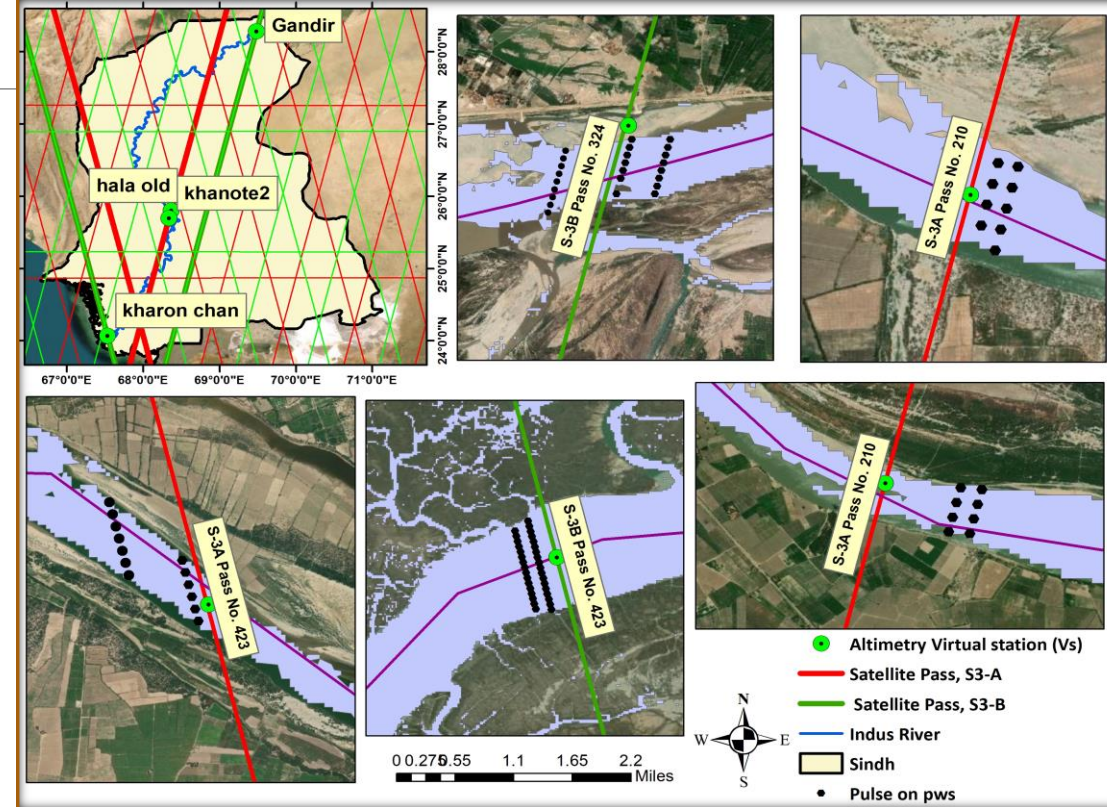 Gandir
hala old
khanote2
kharon chan
28°0'0"N
27°0'0"N
26°0'0"N
25°0'0"N
24°0'0"N
67°0'0"E
68°0'0"E
69°0'0"E
70°0'0"E
71°0'0"E
S-3B Pass No. 324
S-3A Pass No. 210
S-3A Pass No. 423
S-3B Pass No. 423
S-3A Pass No. 210
Altimetry Virtual station (Vs)
Satellite Pass, S3-A
Satellite Pass, S3-B
Indus River
Sindh
Pulse on pws
N
W
E
S
0 0.275 0.55 1.1 1.65 2.2
Miles